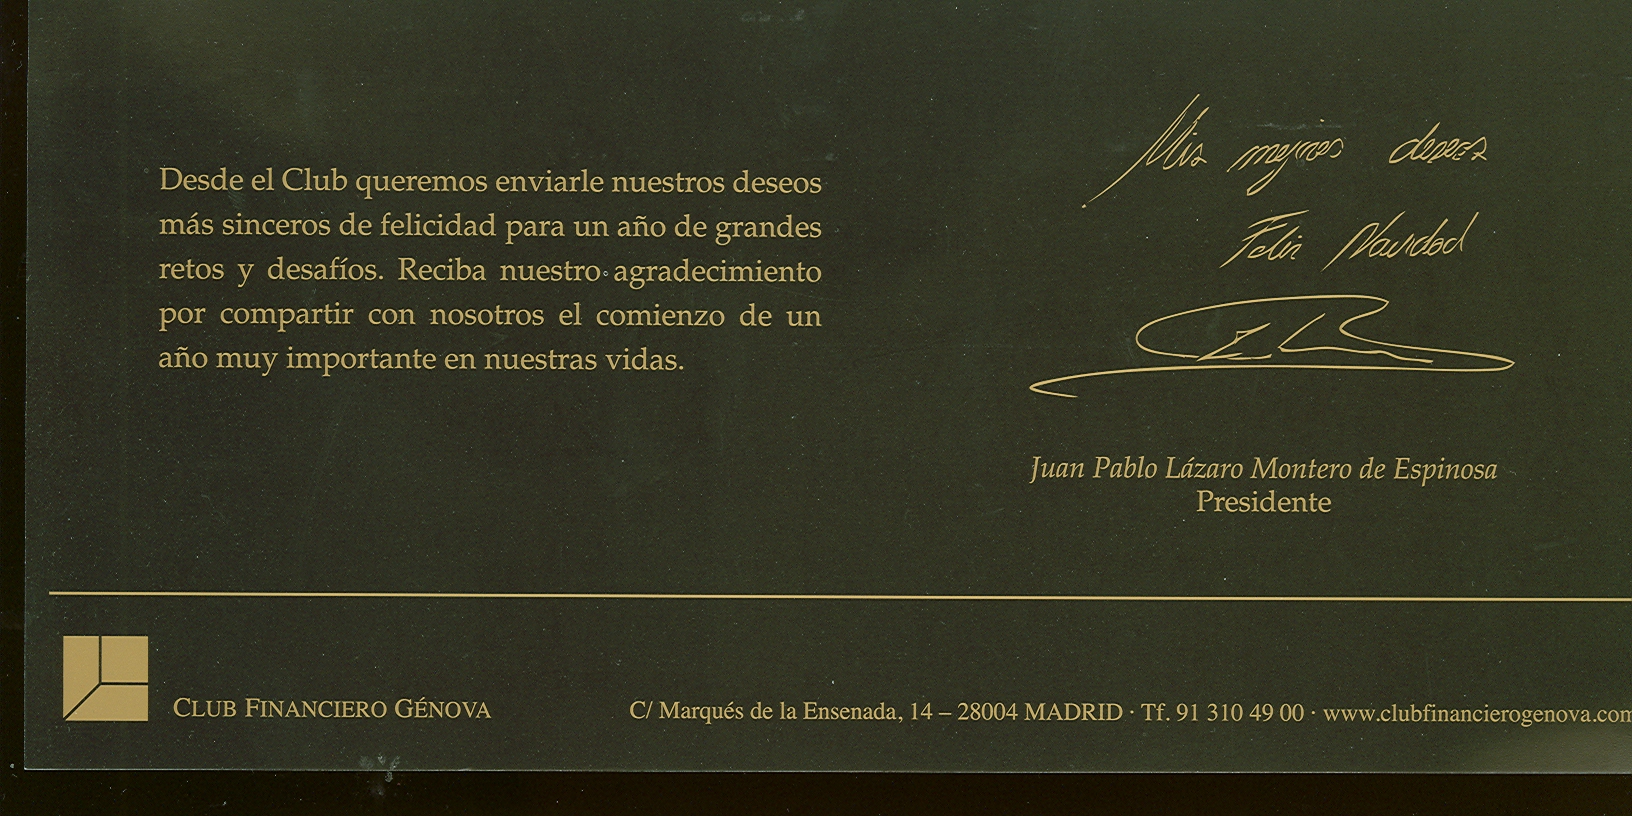 Desde el Club queremos enviarle nuestros deseos
más sinceros de felicidad para un año de grandes
retos y desafíos. Reciba nuestro agradecimiento
por compartir con nosotros el comienzo de un
año muy importante en nuestras vidas.
Mis mejores deseos
Feliz Navidad
Juan Pablo Lázaro Montero de Espinosa
Presidente
CLUB FINANCIERO GÉNOVA
C/ Marqués de la Ensenada, 14 – 28004 MADRID · Tf. 91 310 49 00 · www.clubfinancierogenova.com